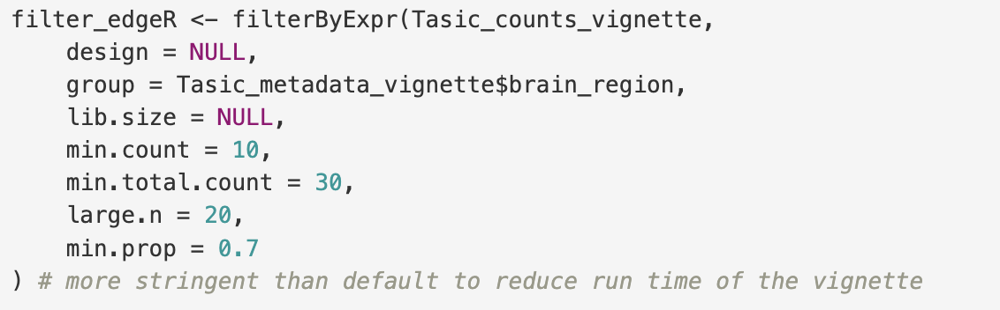 filter_edgeR <- filterByExpr(Tasic_counts_vignette,
    design = NULL,
    group = Tasic_metadata_vignette$brain_region,
    lib.size = NULL,
    min.count = 10,
    min.total.count = 30,
    large.n = 20,
    min.prop = 0.7
) # more stringent than default to reduce run time of the vignette